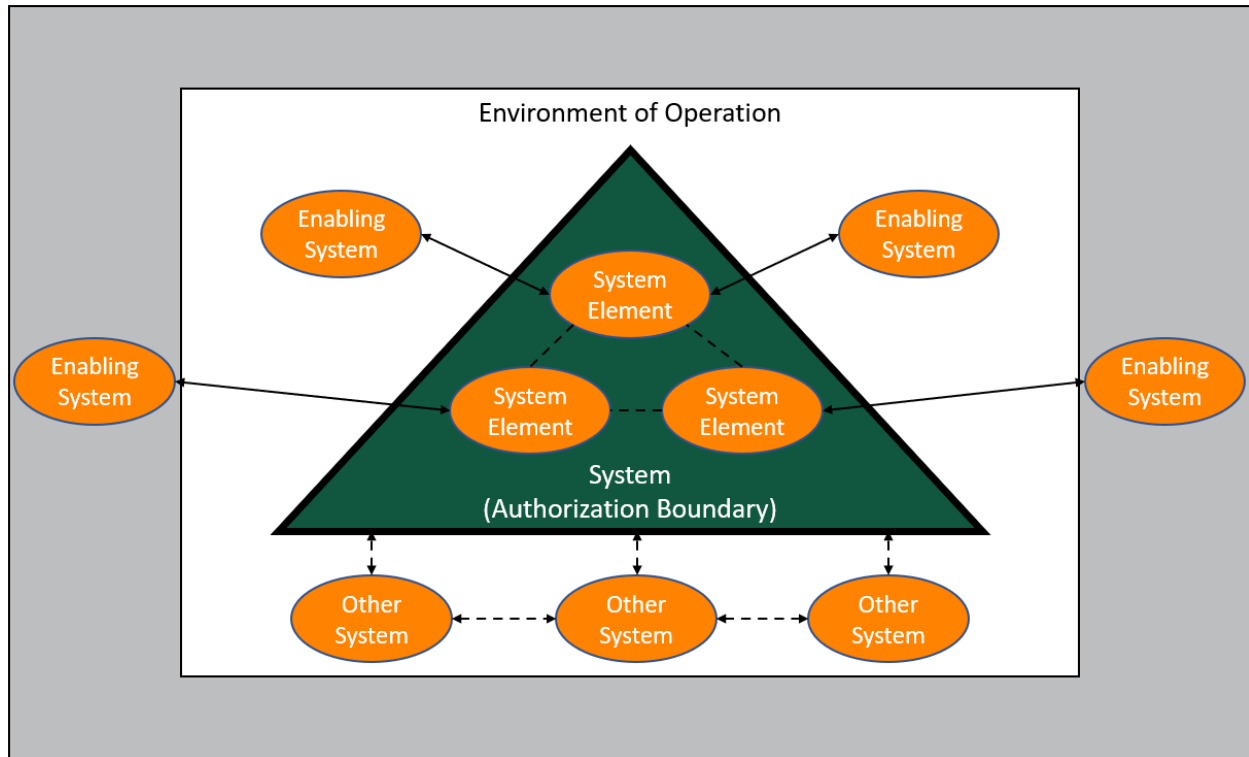 Environment of Operation
Enabling
System
Enabling
System
System
Element
Enabling
System
System
Element
System
Element
Enabling
System
System
(Authorization Boundary)
Other
System
Other
System
Other
System